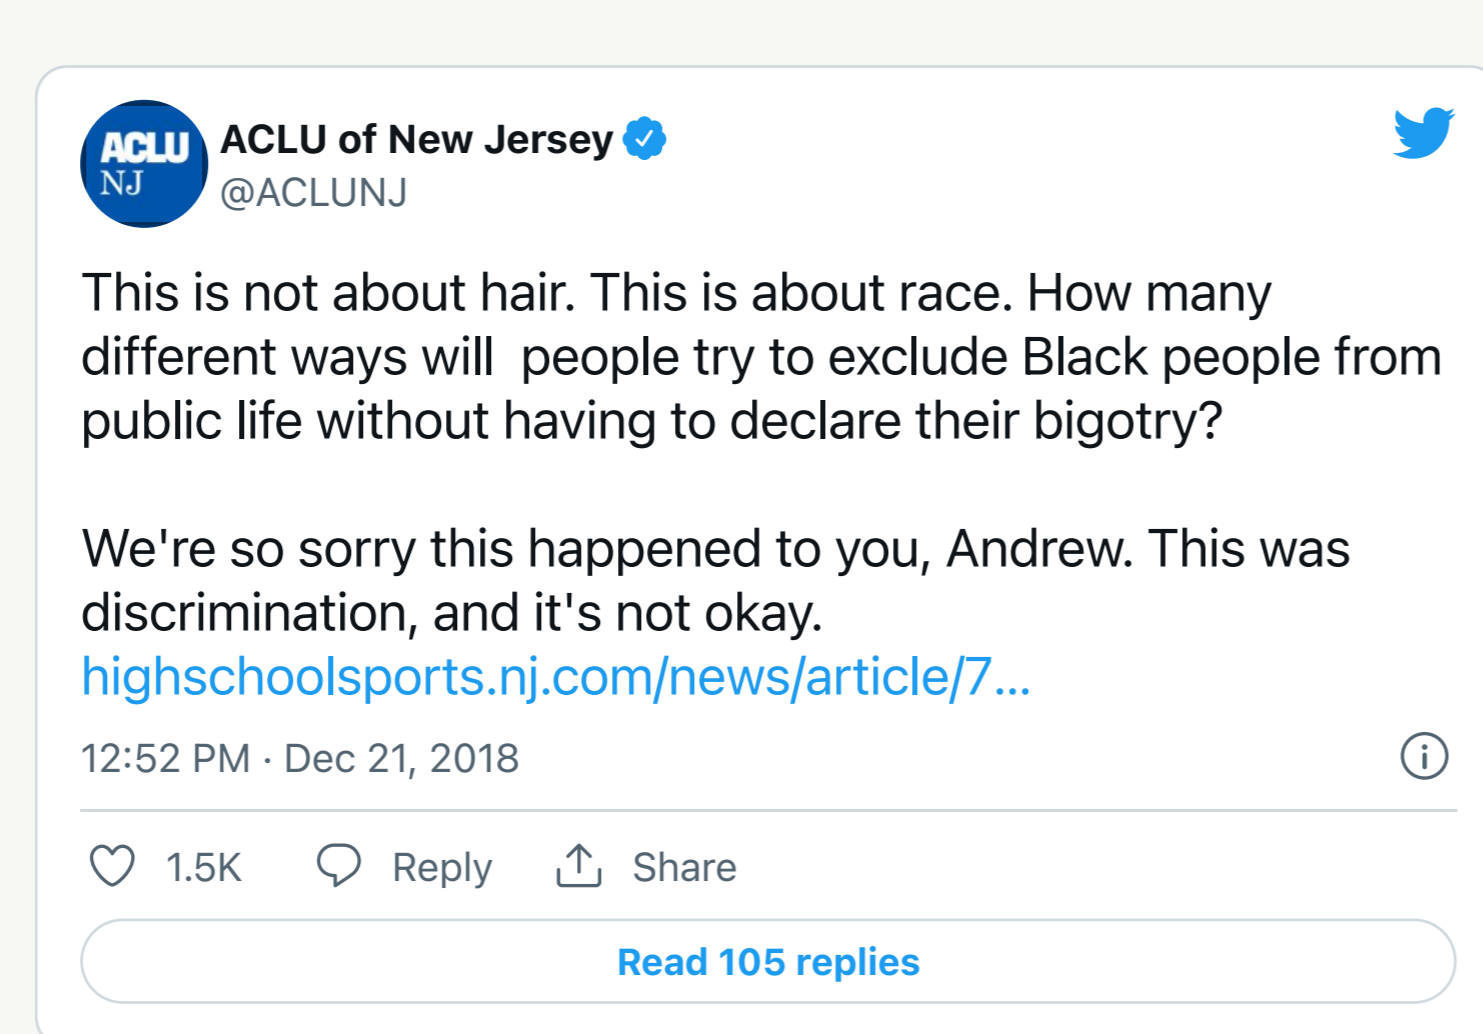 ACLU
NJ
ACLU of New Jersey
@ACLUNJ
This is not about hair. This is about race. How many
different ways will  people try to exclude Black people from
public life without having to declare their bigotry?
We're so sorry this happened to you, Andrew. This was
discrimination, and it's not okay.
highschoolsports.nj.com/news/article/7...
12:52 PM · Dec 21, 2018
1.5K Reply Share
Read 105 replies